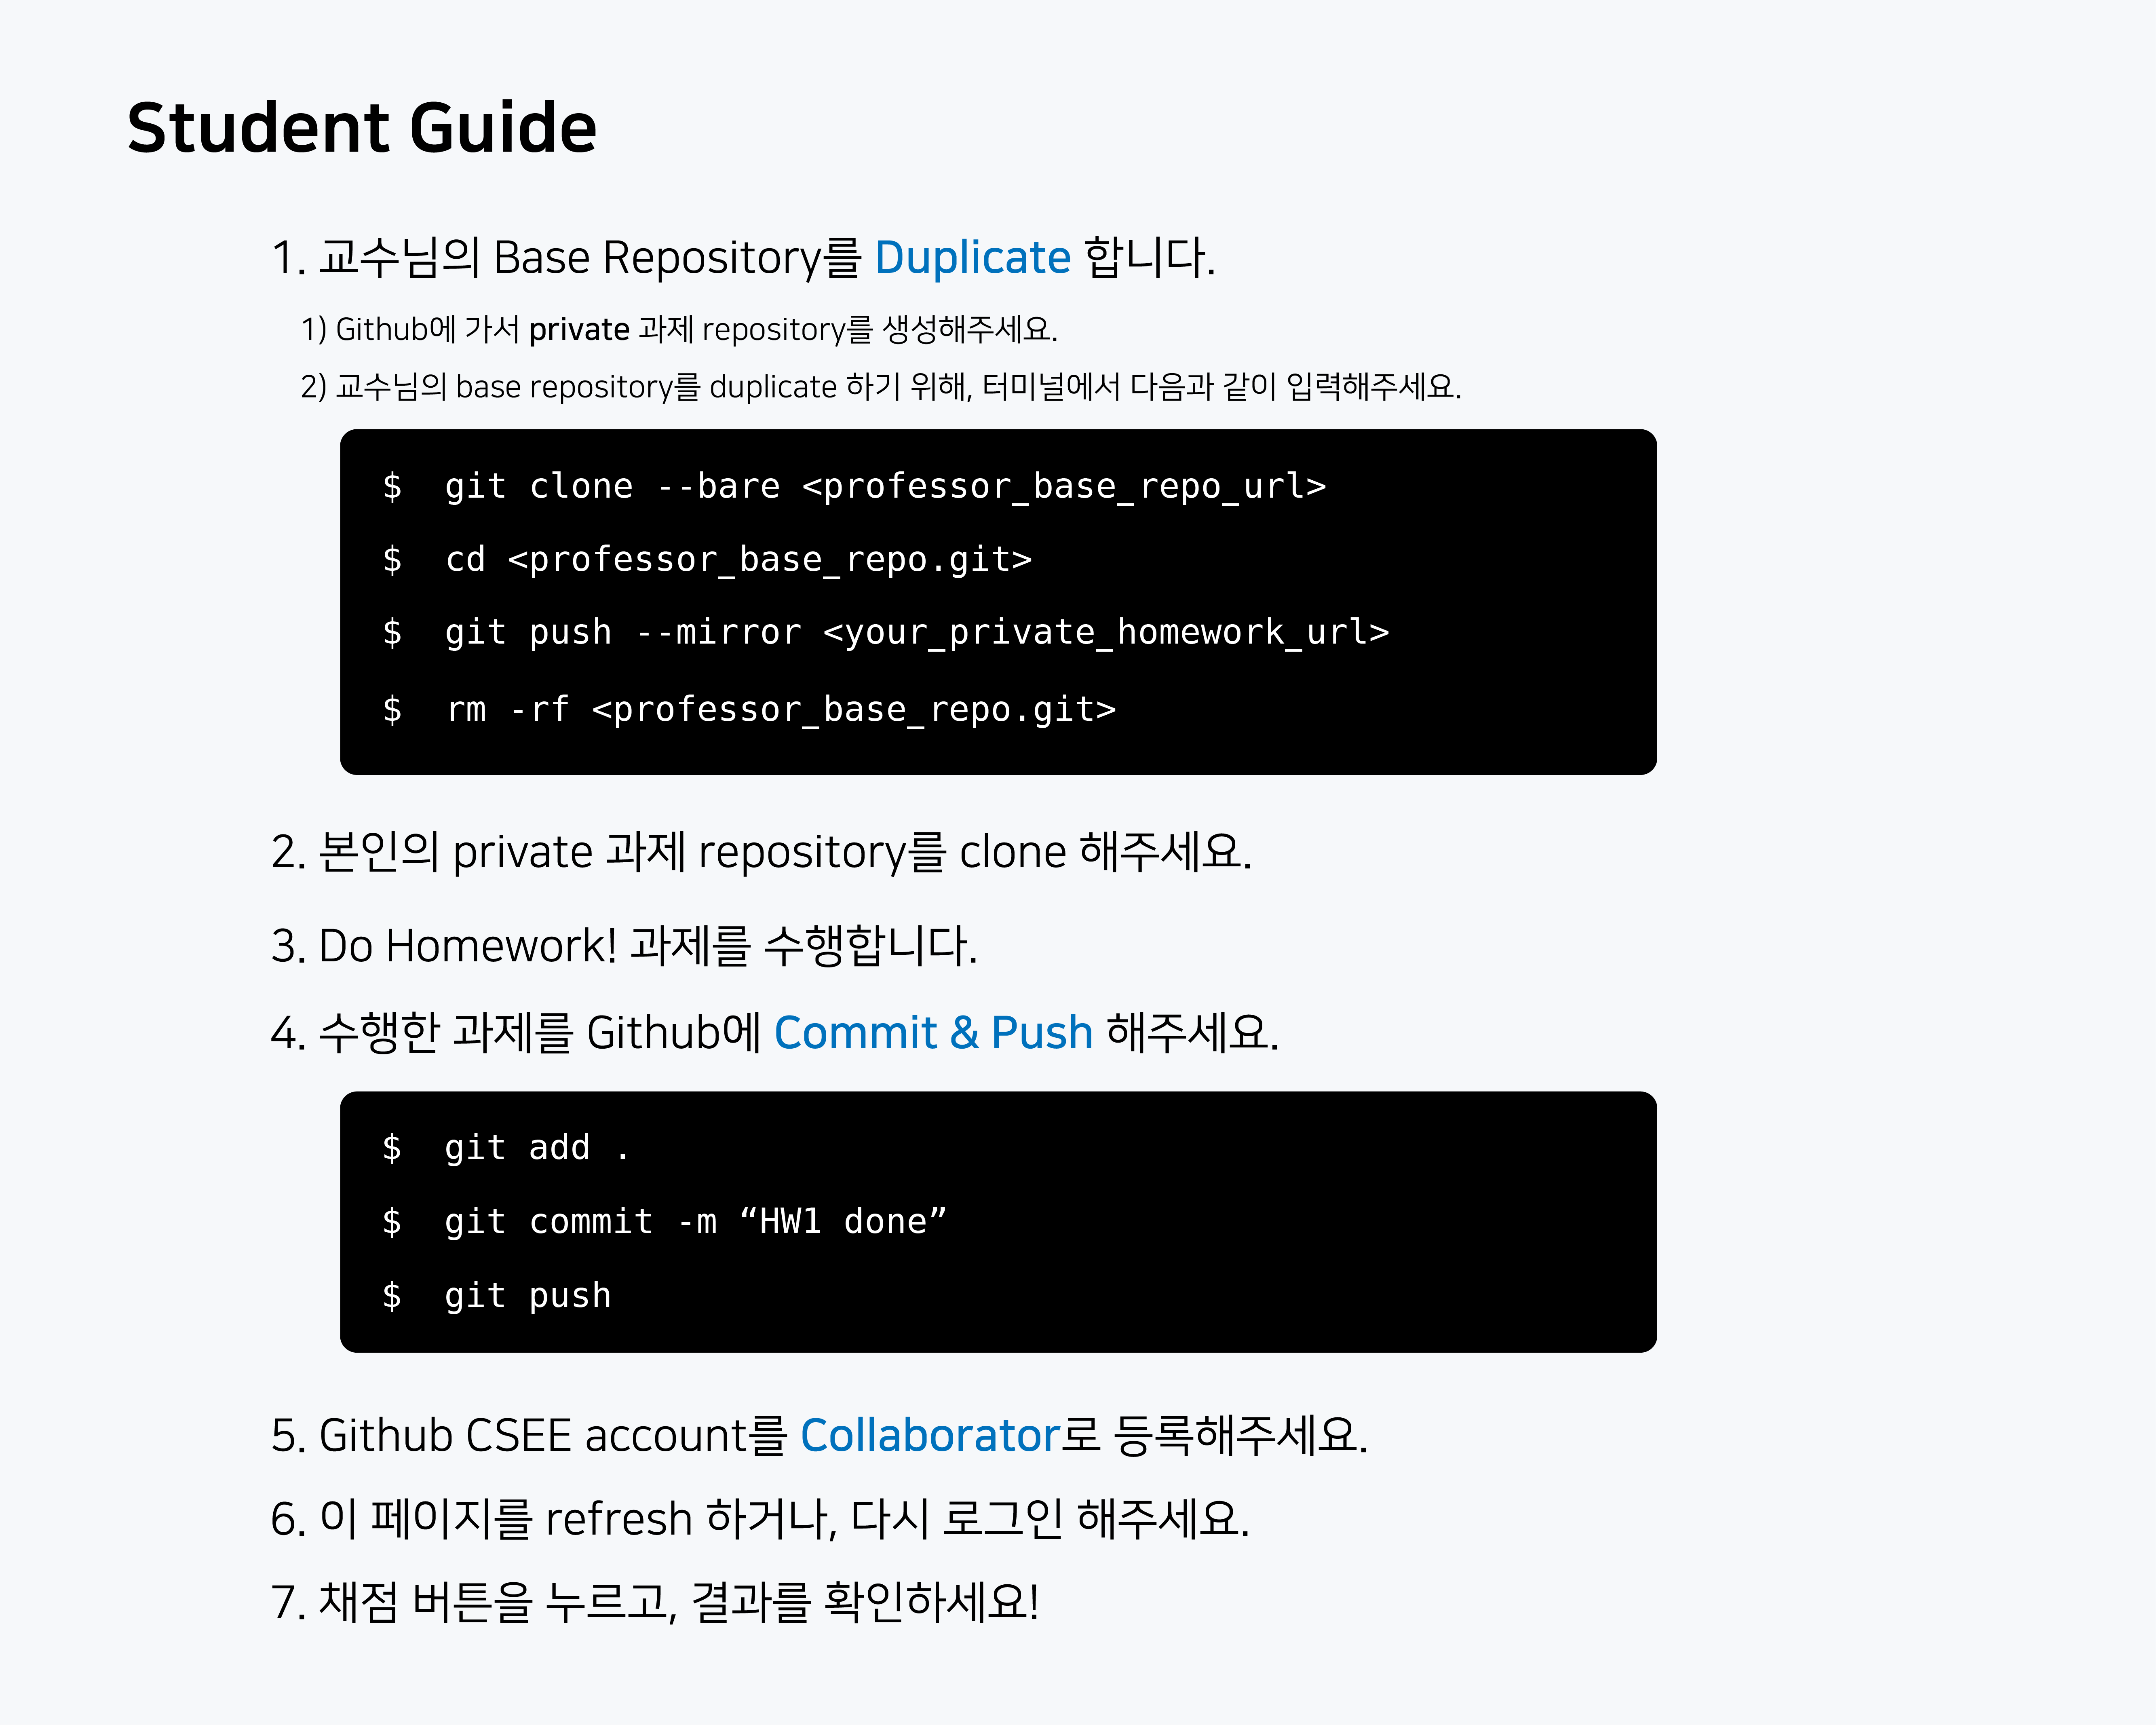 Student Guide
1. 교수님의 Base Repository를 Duplicate 합니다.
1) Github에 가서 private 과제 repository를 생성해주세요.
2) 교수님의 base repository를 duplicate 하기 위해, 터미널에서 다음과 같이 입력해주세요.
$ git clone --bare <professor_base_repo_url>
$ cd <professor_base_repo.git>
$ git push --mirror <your_private_homework_url>
$ rm -rf <professor_base_repo.git>
2. 본인의 private 과제 repository를 clone 해주세요.
3. Do Homework! 과제를 수행합니다.
4. 수행한 과제를 Github에 Commit & Push 해주세요.
$ git add .
$ git commit -m “HW1 done”
$ git push
5. Github CSEE account를 Collaborator로 등록해주세요.
6. 이 페이지를 refresh 하거나, 다시 로그인 해주세요.
7. 채점 버튼을 누르고, 결과를 확인하세요!